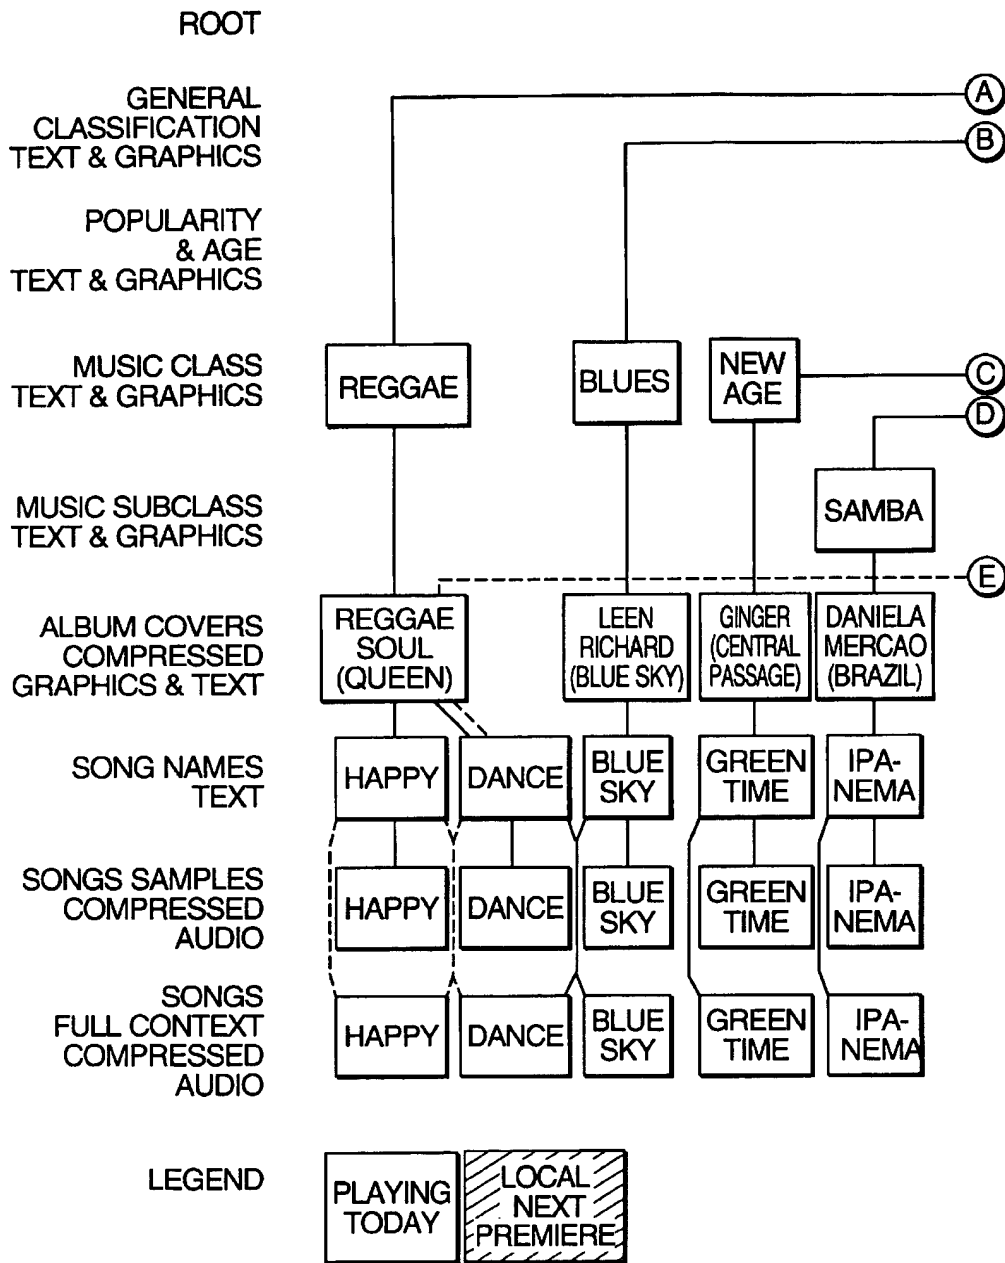 ROOT
GENERAL
CLASSIFICATION
TEXT & GRAPHICS
A
B
POPULARITY
& AGE
TEXT & GRAPHICS
MUSIC CLASS
TEXT & GRAPHICS
REGGAE
BLUES
NEW
AGE
C
D
MUSIC SUBCLASS
TEXT & GRAPHICS
SAMBA
E
ALBUM COVERS
COMPRESSED
GRAPHICS & TEXT
REGGAE
SOUL
(QUEEN)
LEEN
RICHARD
(BLUE SKY)
GINGER
(CENTRAL
PASSAGE)
DANIELA
MERCAO
(BRAZIL)
SONG NAMES
TEXT
HAPPY
DANCE
BLUE
SKY
GREEN
TIME
IPA-
NEMA
SONGS SAMPLES
COMPRESSED
AUDIO
HAPPY
DANCE
BLUE
SKY
GREEN
TIME
IPA-
NEMA
SONGS
FULL CONTEXT
COMPRESSED
AUDIO
HAPPY
DANCE
BLUE
SKY
GREEN
TIME
IPA-
NEMA
LEGEND
PLAYING
TODAY
LOCAL
NEXT
PREMIERE